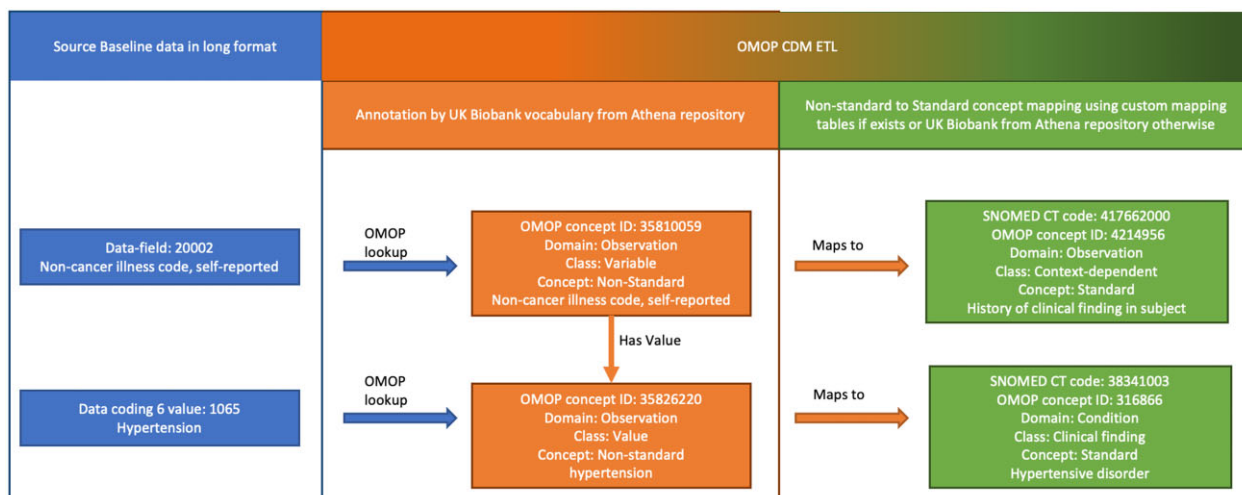 Source Baseline data in long format
OMOP CDM ETL
Annotation by UK Biobank vocabulary from Athena repository
Non-standard to Standard concept mapping using custom mapping
tables if exists or UK Biobank from Athena repository otherwise
Data-field: 20002
Non-cancer illness code, self-reported
OMOP
lookup
OMOP concept ID: 35810059
Domain: Observation
Class: Variable
Concept: Non-Standard
Non-cancer illness code, self-reported
Maps to
SNOMED CT code: 417662000
OMOP concept ID: 4214956
Domain: Observation
Class: Context-dependent
Concept: Standard
History of clinical finding in subject
Has Value
Data coding 6 value: 1065
Hypertension
OMOP
lookup
OMOP concept ID: 35826220
Domain: Observation
Class: Value
Concept: Non-standard
hypertension
Maps to
SNOMED CT code: 38341003
OMOP concept ID: 316866
Domain: Condition
Class: Clinical finding
Concept: Standard
Hypertensive disorder